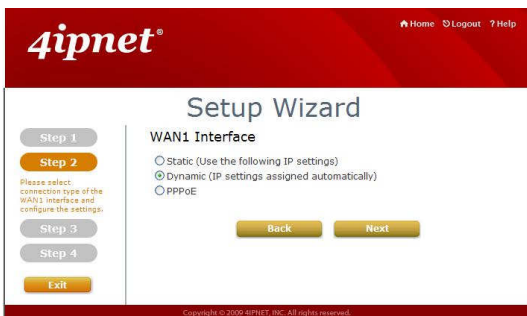 4ipnet®
Home Logout ? Help
Setup Wizard
Step 1
Step 2
Please select
connection type of the
WAN1 interface and
configure the settings.
Step 3
Step 4
Exit
WAN1 Interface
Static (Use the following IP settings)
Dynamic (IP settings assigned automatically)
PPPoE
Back Next
Copyright © 2009 4IPNET, INC. All rights reserved.